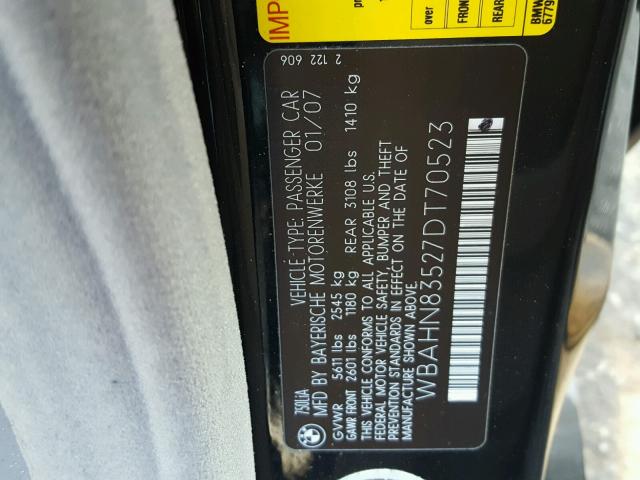 750LiA
VEHICLE TYPE: PASSENGER CAR
MFD BY BAYERISCHE MOTORENWERKE 01/07
GVWR 5611 lbs 2545 kg
GAWR FRONT 2601 lbs 1180 kg REAR 3108 lbs 1410 kg
THIS VEHICLE CONFORMS TO ALL APPLICABLE U.S.
FEDERAL MOTOR VEHICLE SAFETY, BUMPER AND THEFT
PREVENTION STANDARDS IN EFFECT ON THE DATE OF
MANUFACTURE SHOWN ABOVE.
WBAHN83527DT70523
2 122 606
IMP
over
FRON
REAR
BMW